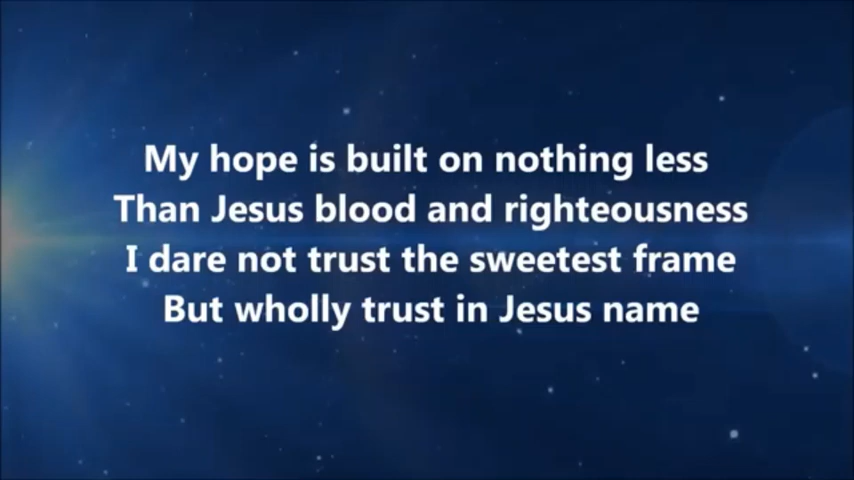 My hope is built on nothing less
Than Jesus blood and righteousness
I dare not trust the sweetest frame
But wholly trust in Jesus name